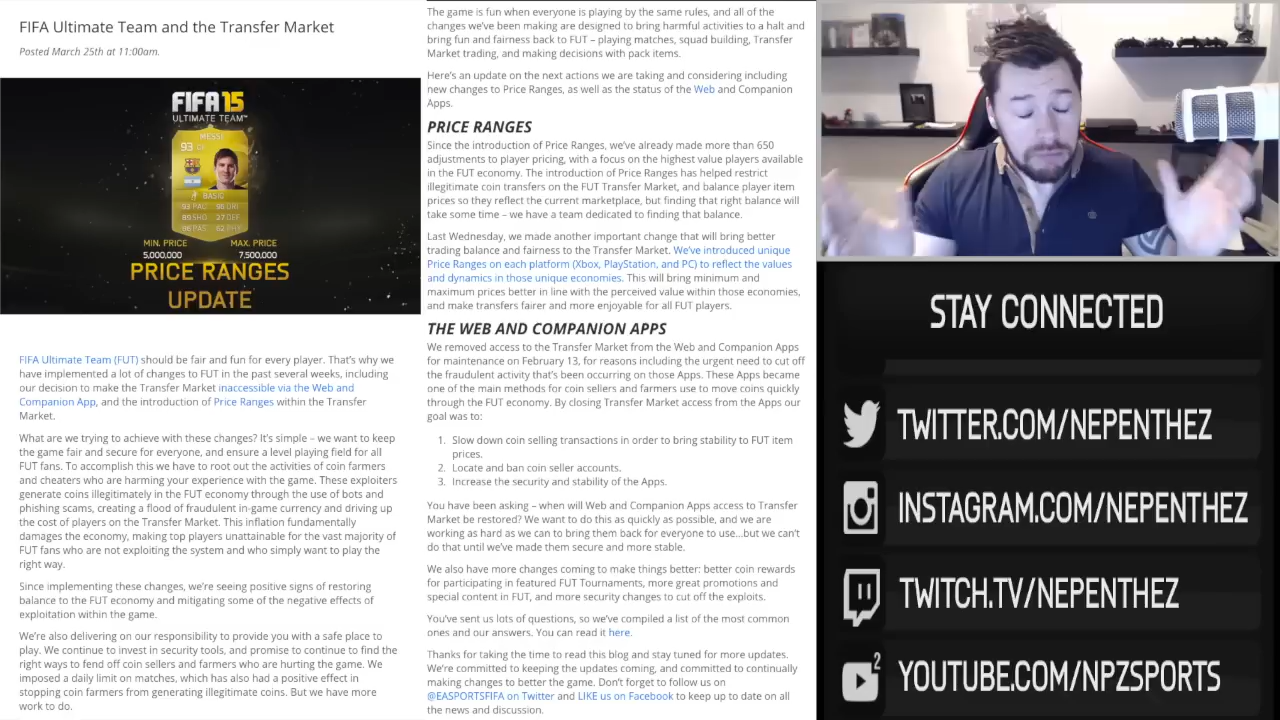 FIFA Ultimate Team and the Transfer Market
Posted March 25th at 11:00am.
FIFA 15
ULTIMATE TEAM™
MESSI
93
BASIC
93 PAC 96 DRI
89 SHO 27 DEF
86 PAS 62 PHY
MIN. PRICE MAX. PRICE
5,000,000 7,500,000
PRICE RANGES
UPDATE
FIFA Ultimate Team (FUT) should be fair and fun for every player. That's why we
have implemented a lot of changes to FUT in the past several weeks, including
our decision to make the Transfer Market inaccessible via the Web and
Companion App, and the introduction of Price Ranges within the Transfer
Market.
What are we trying to achieve with these changes? It's simple – we want to keep
the game fair and secure for everyone, and ensure a level playing field for all
FUT fans. To accomplish this we have to root out the activities of coin farmers
and cheaters who are harming your experience with the game. These exploiters
generate coins illegitimately in the FUT economy through the use of bots and
phishing scams, creating a flood of fraudulent in-game currency and driving up
the cost of players on the Transfer Market. This inflation fundamentally
damages the economy, making top players unattainable for the vast majority of
FUT fans who are not exploiting the system and who simply want to play the
right way.
Since implementing these changes, we're seeing positive signs of restoring
balance to the FUT economy and mitigating some of the negative effects of
exploitation within the game.
We're also delivering on our responsibility to provide you with a safe place to
play. We continue to invest in security tools, and promise to continue to find the
right ways to fend off coin sellers and farmers who are hurting the game. We
imposed a daily limit on matches, which has also had a positive effect in
stopping coin farmers from generating illegitimate coins. But we have more
work to do.
The game is fun when everyone is playing by the same rules, and all of the
changes we've been making are designed to bring harmful activities to a halt and
bring fun and fairness back to FUT – playing matches, squad building, Transfer
Market trading, and making decisions with pack items.
Here's an update on the next actions we are taking and considering including
new changes to Price Ranges, as well as the status of the Web and Companion
Apps.
PRICE RANGES
Since the introduction of Price Ranges, we've already made more than 650
adjustments to player pricing, with a focus on the highest value players available
in the FUT economy. The introduction of Price Ranges has helped restrict
illegitimate coin transfers on the FUT Transfer Market, and balance player item
prices so they reflect the current marketplace, but finding that right balance will
take some time – we have a team dedicated to finding that balance.
Last Wednesday, we made another important change that will bring better
trading balance and fairness to the Transfer Market. We've introduced unique
Price Ranges on each platform (Xbox, PlayStation, and PC) to reflect the values
and dynamics in those unique economies. This will bring minimum and
maximum prices better in line with the perceived value within those economies,
and make transfers fairer and more enjoyable for all FUT players.
THE WEB AND COMPANION APPS
We removed access to the Transfer Market from the Web and Companion Apps
for maintenance on February 13, for reasons including the urgent need to cut off
the fraudulent activity that's been occurring on those Apps. These Apps became
one of the main methods for coin sellers and farmers use to move coins quickly
through the FUT economy. By closing Transfer Market access from the Apps our
goal was to:
1. Slow down coin selling transactions in order to bring stability to FUT item
prices.
2. Locate and ban coin seller accounts.
3. Increase the security and stability of the Apps.
You have been asking – when will Web and Companion Apps access to Transfer
Market be restored? We want to do this as quickly as possible, and we are
working as hard as we can to bring them back for everyone to use...but we can't
do that until we've made them secure and more stable.
We also have more changes coming to make things better: better coin rewards
for participating in featured FUT Tournaments, more great promotions and
special content in FUT, and more security changes to cut off the exploits.
You've sent us lots of questions, so we've compiled a list of the most common
ones and our answers. You can read it here.
Thanks for taking the time to read this blog and stay tuned for more updates.
We're committed to keeping the updates coming, and committed to continually
making changes to better the game. Don't forget to follow us on
@EASPORTSFIFA on Twitter and LIKE us on Facebook to keep up to date on all
the news and discussion.
STAY CONNECTED
TWITTER.COM/NEPENTHEZ
INSTAGRAM.COM/NEPENTHEZ
TWITCH.TV/NEPENTHEZ
2
YOUTUBE.COM/NPZSPORTS